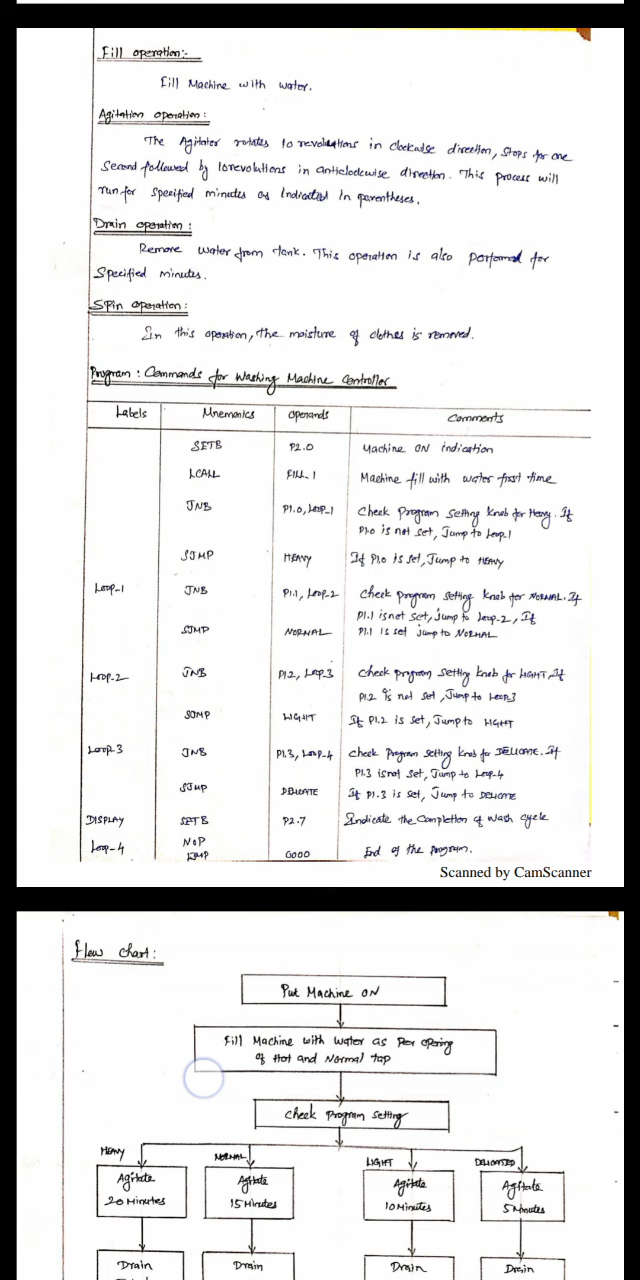 Fill operation:-
Fill Machine with water.
Agitation operation:
The Agitator rotates 10 revolutions in clockwise direction, stops for one
Second followed by 10 revolutions in anticlockwise direction. This process will
run for specified minutes as Indicated In parentheses.
Drain operation:
Remove water from tank. This operation is also performed for
Specified minutes.
Spin operation:
In this operation, the moisture of clothes is removed.
Program: Commands for Washing Machine Controller
Labels Mnemonics operands comments
SETB P2.0 Machine ON indication
LCALL FILL-1 Machine fill with water first time
JNB P1.0, Loop-1 Check program setting knob for Heavy. If
P1.0 is not set, Jump to Loop.1
SJMP HEAVY If P1.0 is set, Jump to HEAVY
Loop-1 JNB P1.1, Loop-2 check program setting knob for NORMAL. If
P1.1 is not set, jump to Loop-2, If
SJMP NORMAL P1.1 is set jump to NORMAL
Loop-2 JNB P1.2, Loop.3 Check program setting knob for LIGHT, If
P1.2 is not set, Jump to Loop.3
SJMP LIGHT If P1.2 is set, Jump to LIGHT
Loop-3 JNB P1.3, Loop-4 check Program Setting Knob for DELICATE. If
P1.3 is not set, Jump to Loop-4
SJMP DELICATE If P1.3 is set, Jump to DELICATE
DISPLAY SETB P2.7 Indicate the Completion of Wash cycle
Loop-4 NOP
0000 End of the program.
Scanned by CamScanner
Flow chart:
Put Machine ON
Fill Machine with water as Per opening
of Hot and Normal tap
check program setting
HEAVY NORMAL LIGHT DELICATED
Agitate Agitate Agitate Agitate
20 Minutes 15 Minutes 10 Minutes 5 Minutes
Drain Drain Drain Drain